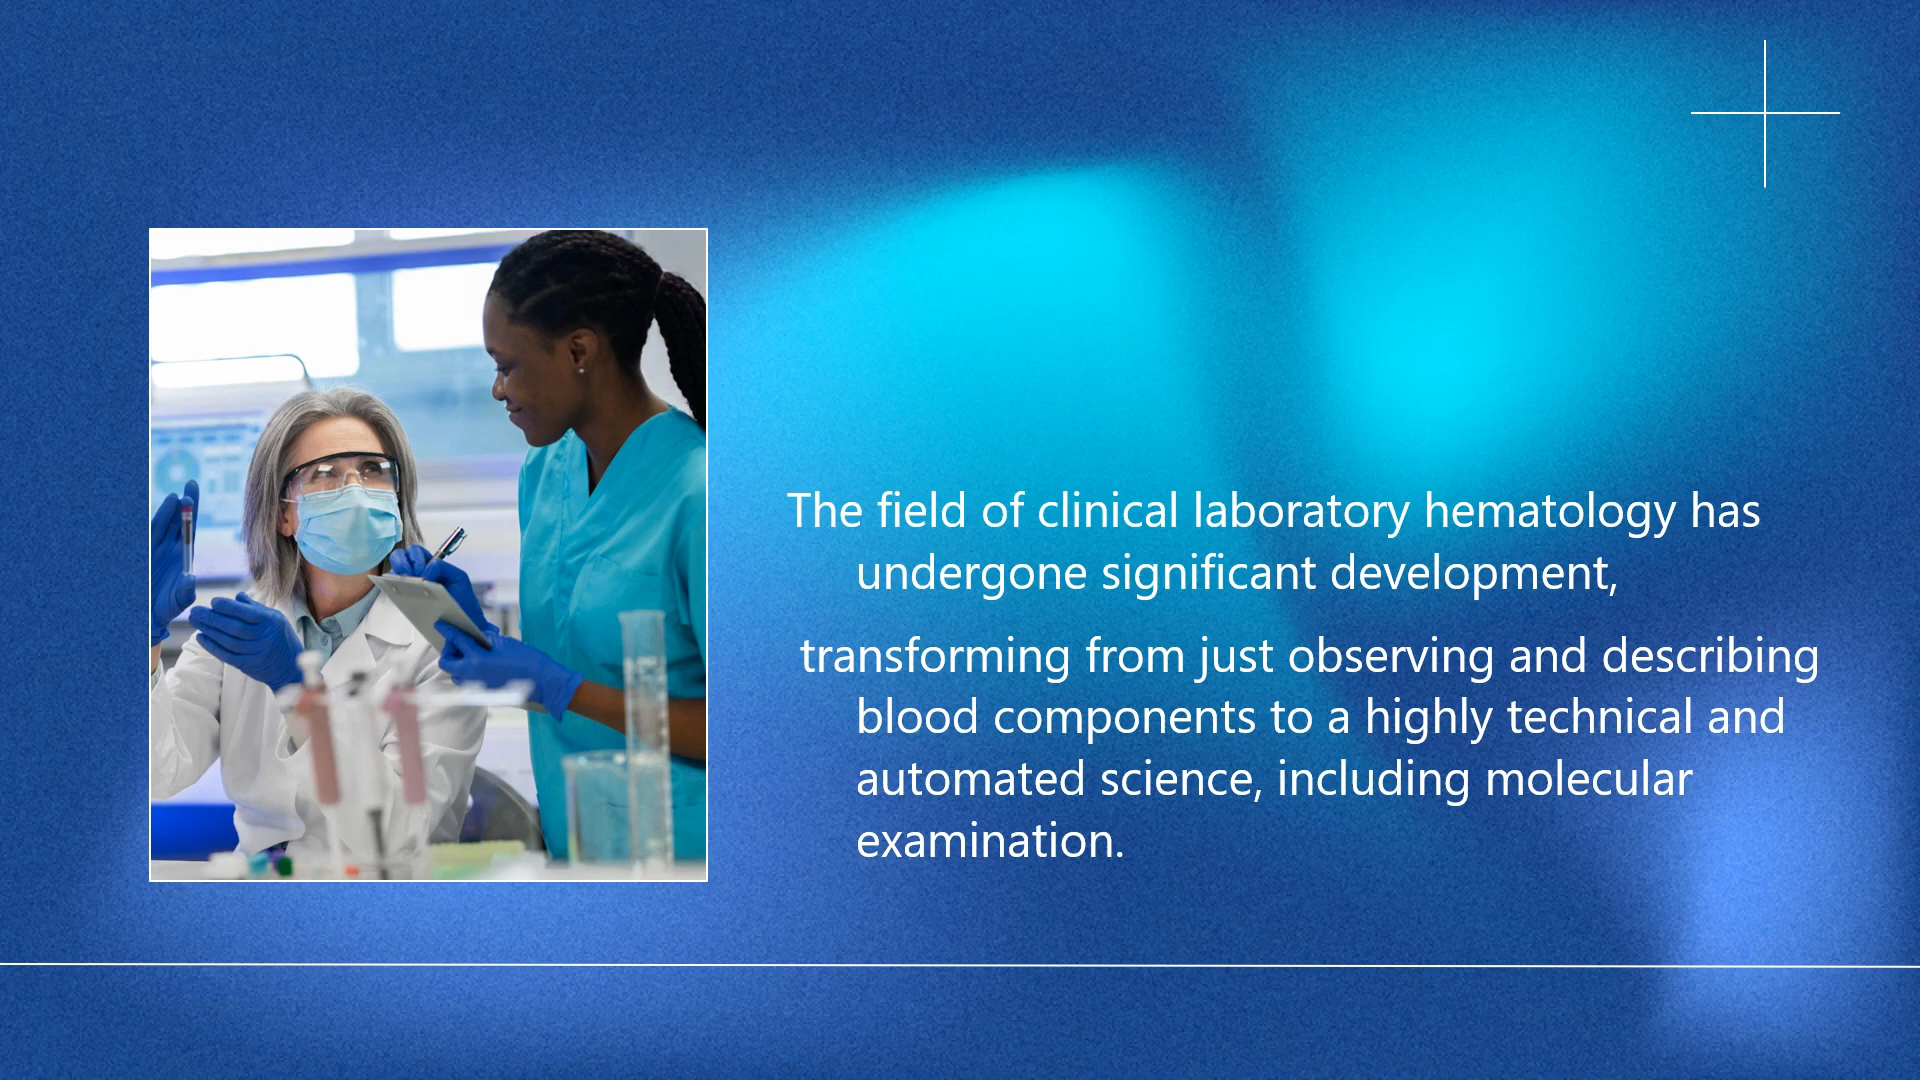 The field of clinical laboratory hematology has
undergone significant development,
transforming from just observing and describing
blood components to a highly technical and
automated science, including molecular
examination.